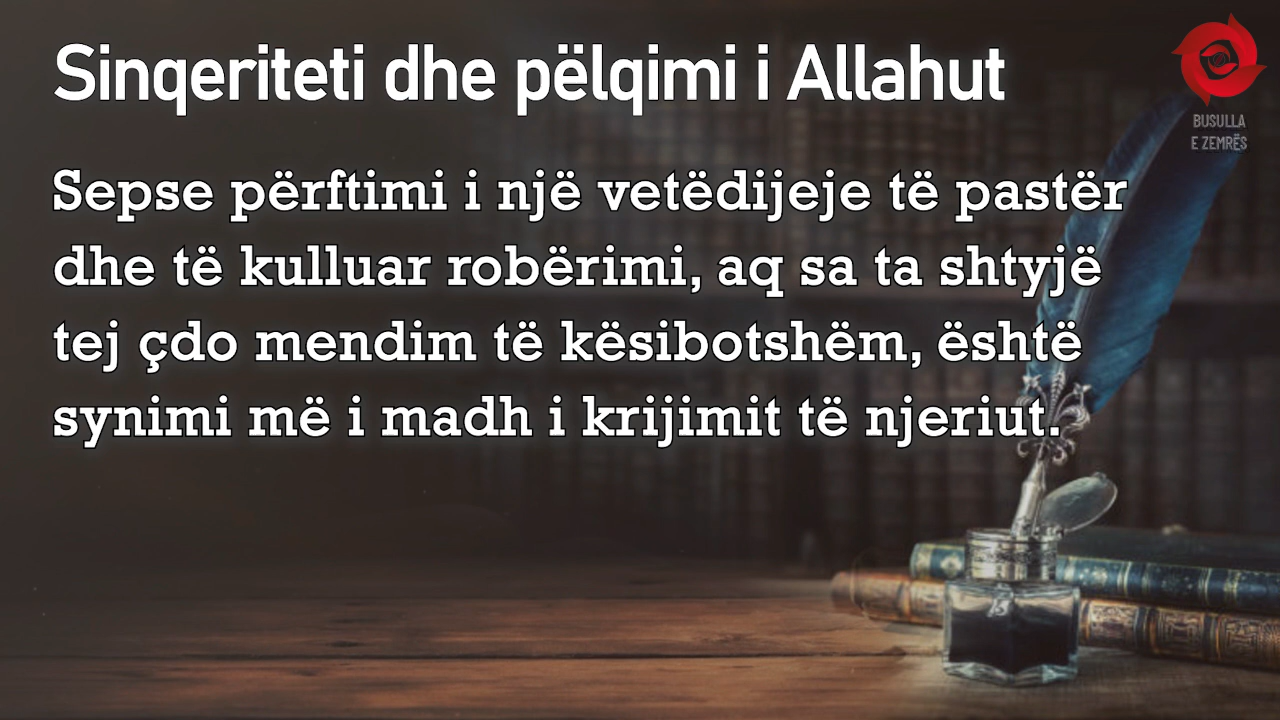 Sinqeriteti dhe pëlqimi i Allahut
BUSULLA
E ZEMRËS
Sepse përftimi i një vetëdijeje të pastër
dhe të kulluar robërimi, aq sa ta shtyjë
tej çdo mendim të kësibotshëm, është
synimi më i madh i krijimit të njeriut.